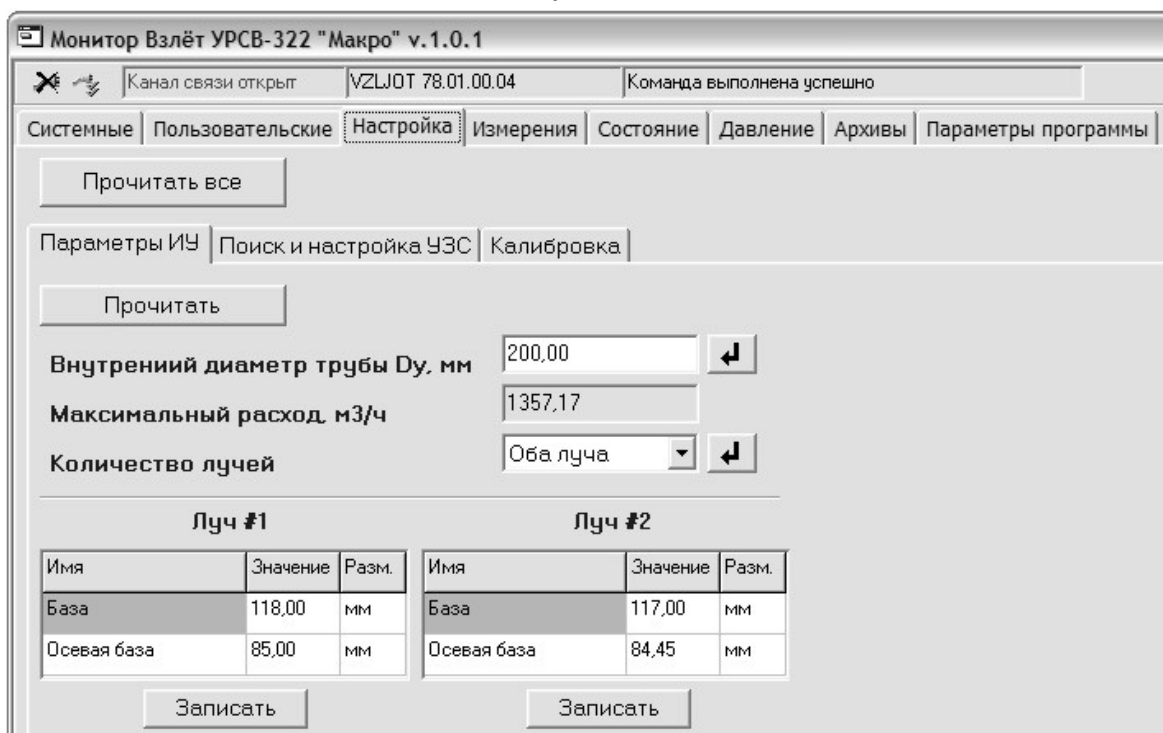 Монитор Взлёт УРСВ-322 "Макро" v.1.0.1
Канал связи открыт VZLJOT 78.01.00.04 Команда выполнена успешно
Системные Пользовательские Настройка Измерения Состояние Давление Архивы Параметры программы
Прочитать все
Параметры ИУ Поиск и настройка УЗС Калибровка
Прочитать
Внутрениий диаметр трубы Dy, мм 200,00
Максимальный расход, м3/ч 1357,17
Количество лучей Оба луча
Луч #1 Луч #2
Имя Значение Разм. Имя Значение Разм.
База 118,00 мм База 117,00 мм
Осевая база 85,00 мм Осевая база 84,45 мм
Записать Записать